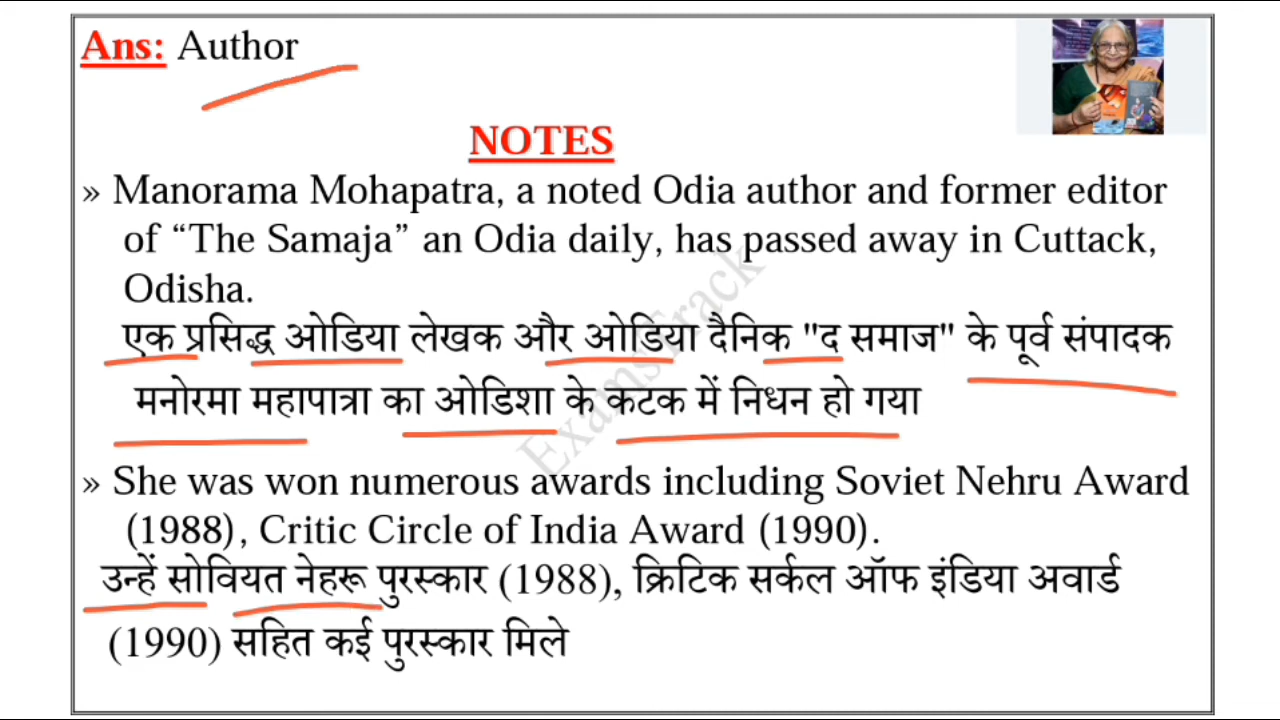 Ans: Author
NOTES
» Manorama Mohapatra, a noted Odia author and former editor
of “The Samaja” an Odia daily, has passed away in Cuttack,
Odisha.
एक प्रसिद्ध ओडिया लेखक और ओडिया दैनिक "द समाज" के पूर्व संपादक
मनोरमा महापात्रा का ओडिशा के कटक में निधन हो गया
» She was won numerous awards including Soviet Nehru Award
(1988), Critic Circle of India Award (1990).
उन्हें सोवियत नेहरू पुरस्कार (1988), क्रिटिक सर्कल ऑफ इंडिया अवार्ड
(1990) सहित कई पुरस्कार मिले
ExamsTrack